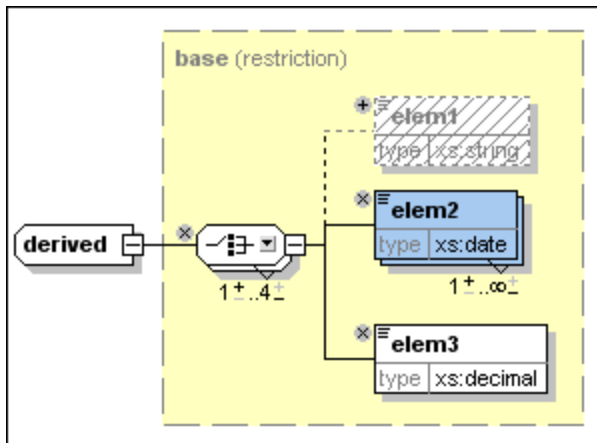 base (restriction)
elem1
type xs:string
elem2
derived
type xs:date
1 ± ..4 ±
1 ± ..∞ ±
elem3
type xs:decimal